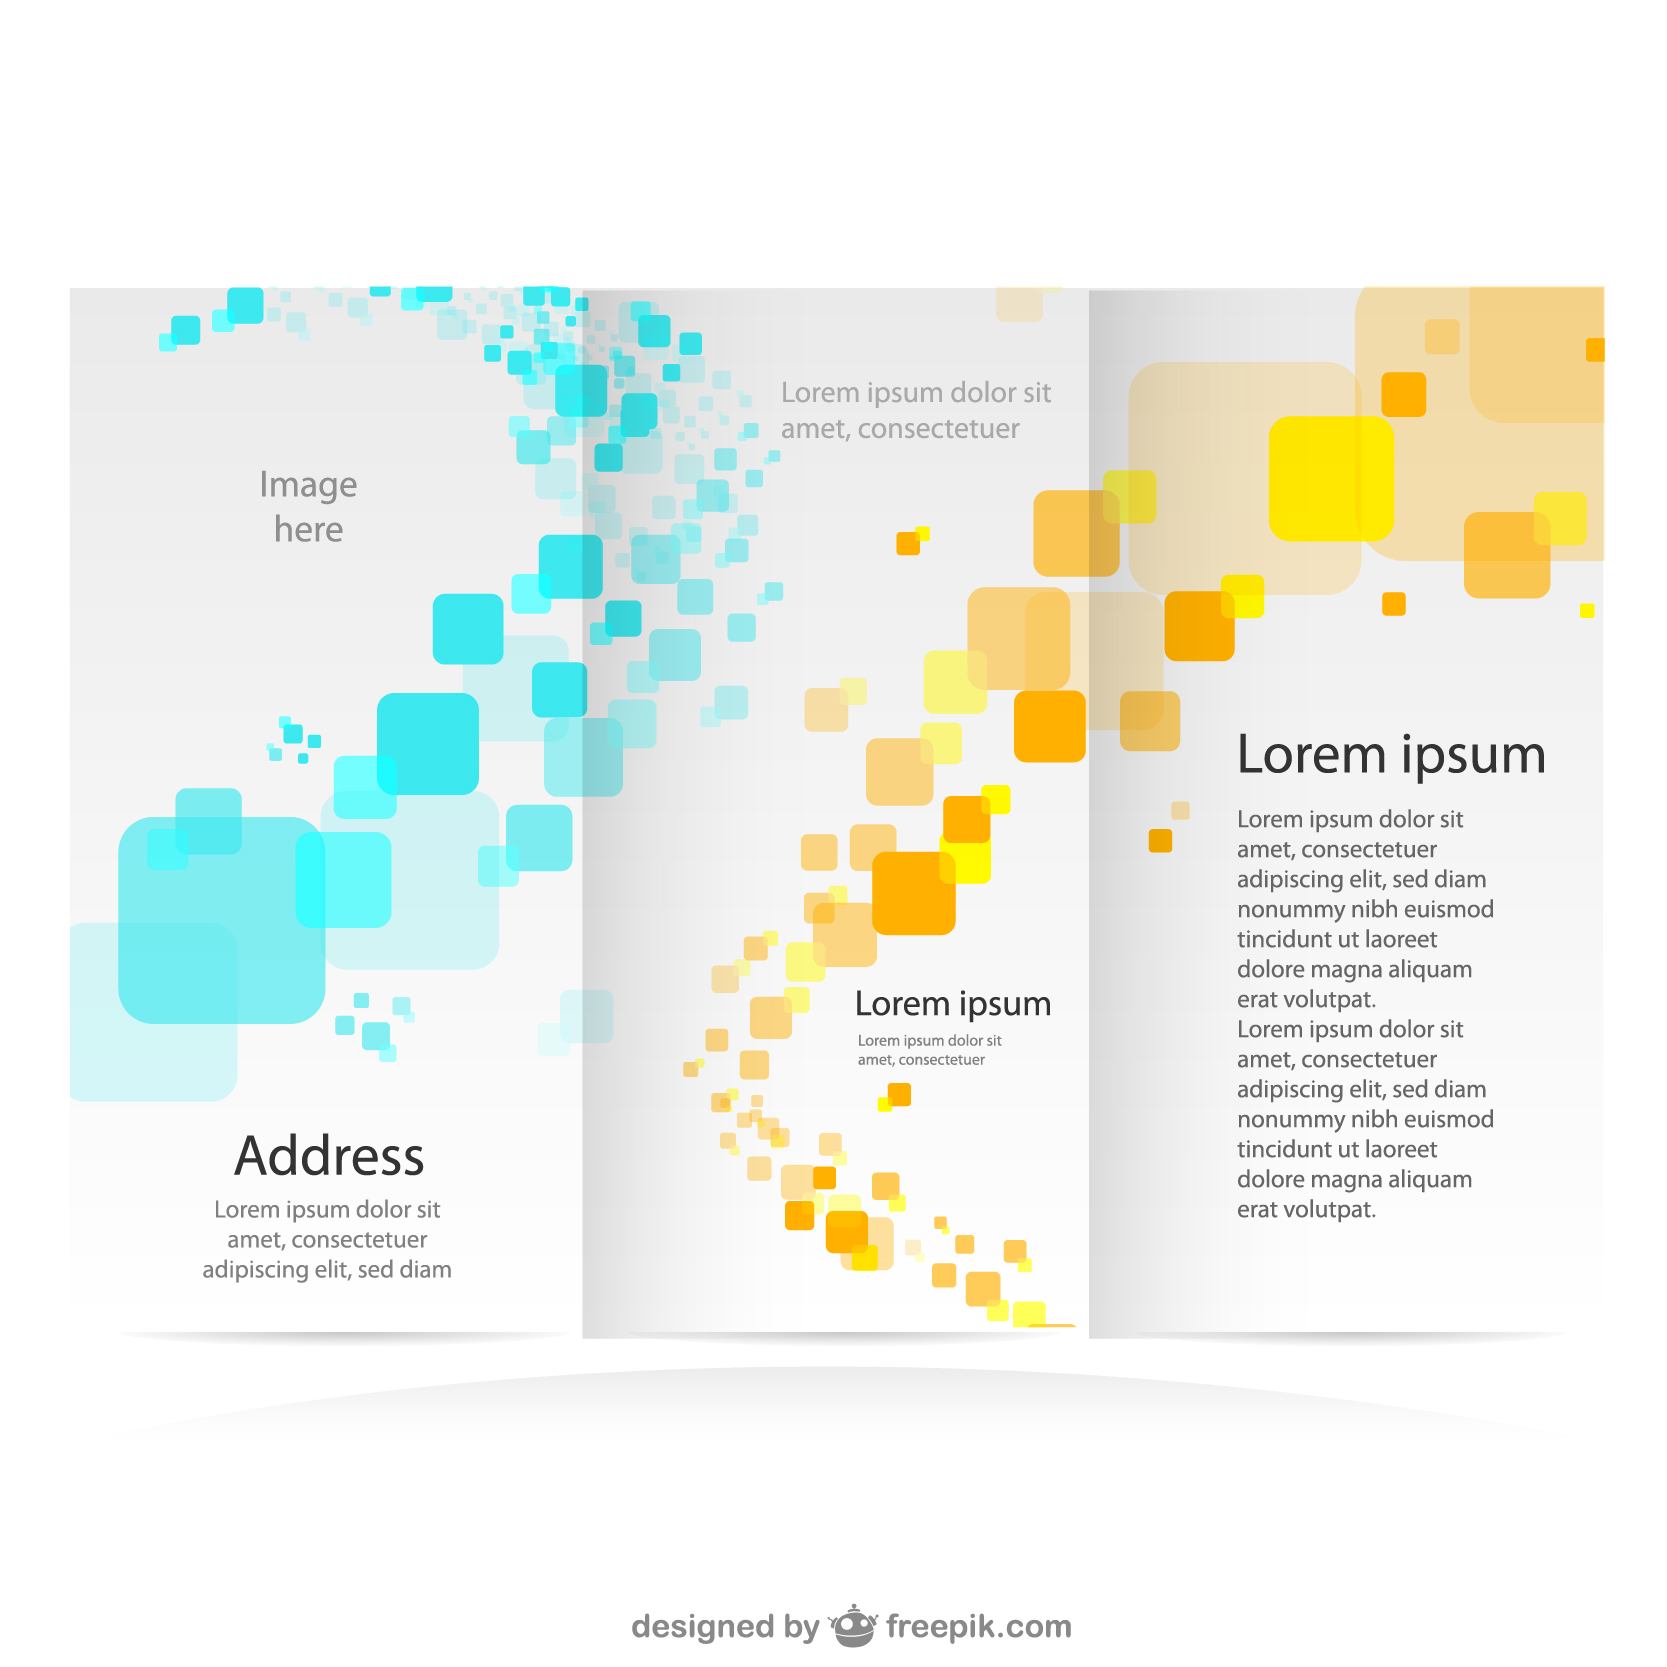 Image
here
Address
Lorem ipsum dolor sit
amet, consectetuer
adipiscing elit, sed diam
Lorem ipsum dolor sit
amet, consectetuer
Lorem ipsum
Lorem ipsum dolor sit
amet, consectetuer
Lorem ipsum
Lorem ipsum dolor sit
amet, consectetuer
adipiscing elit, sed diam
nonummy nibh euismod
tincidunt ut laoreet
dolore magna aliquam
erat volutpat.
Lorem ipsum dolor sit
amet, consectetuer
adipiscing elit, sed diam
nonummy nibh euismod
tincidunt ut laoreet
dolore magna aliquam
erat volutpat.
designed by freepik.com